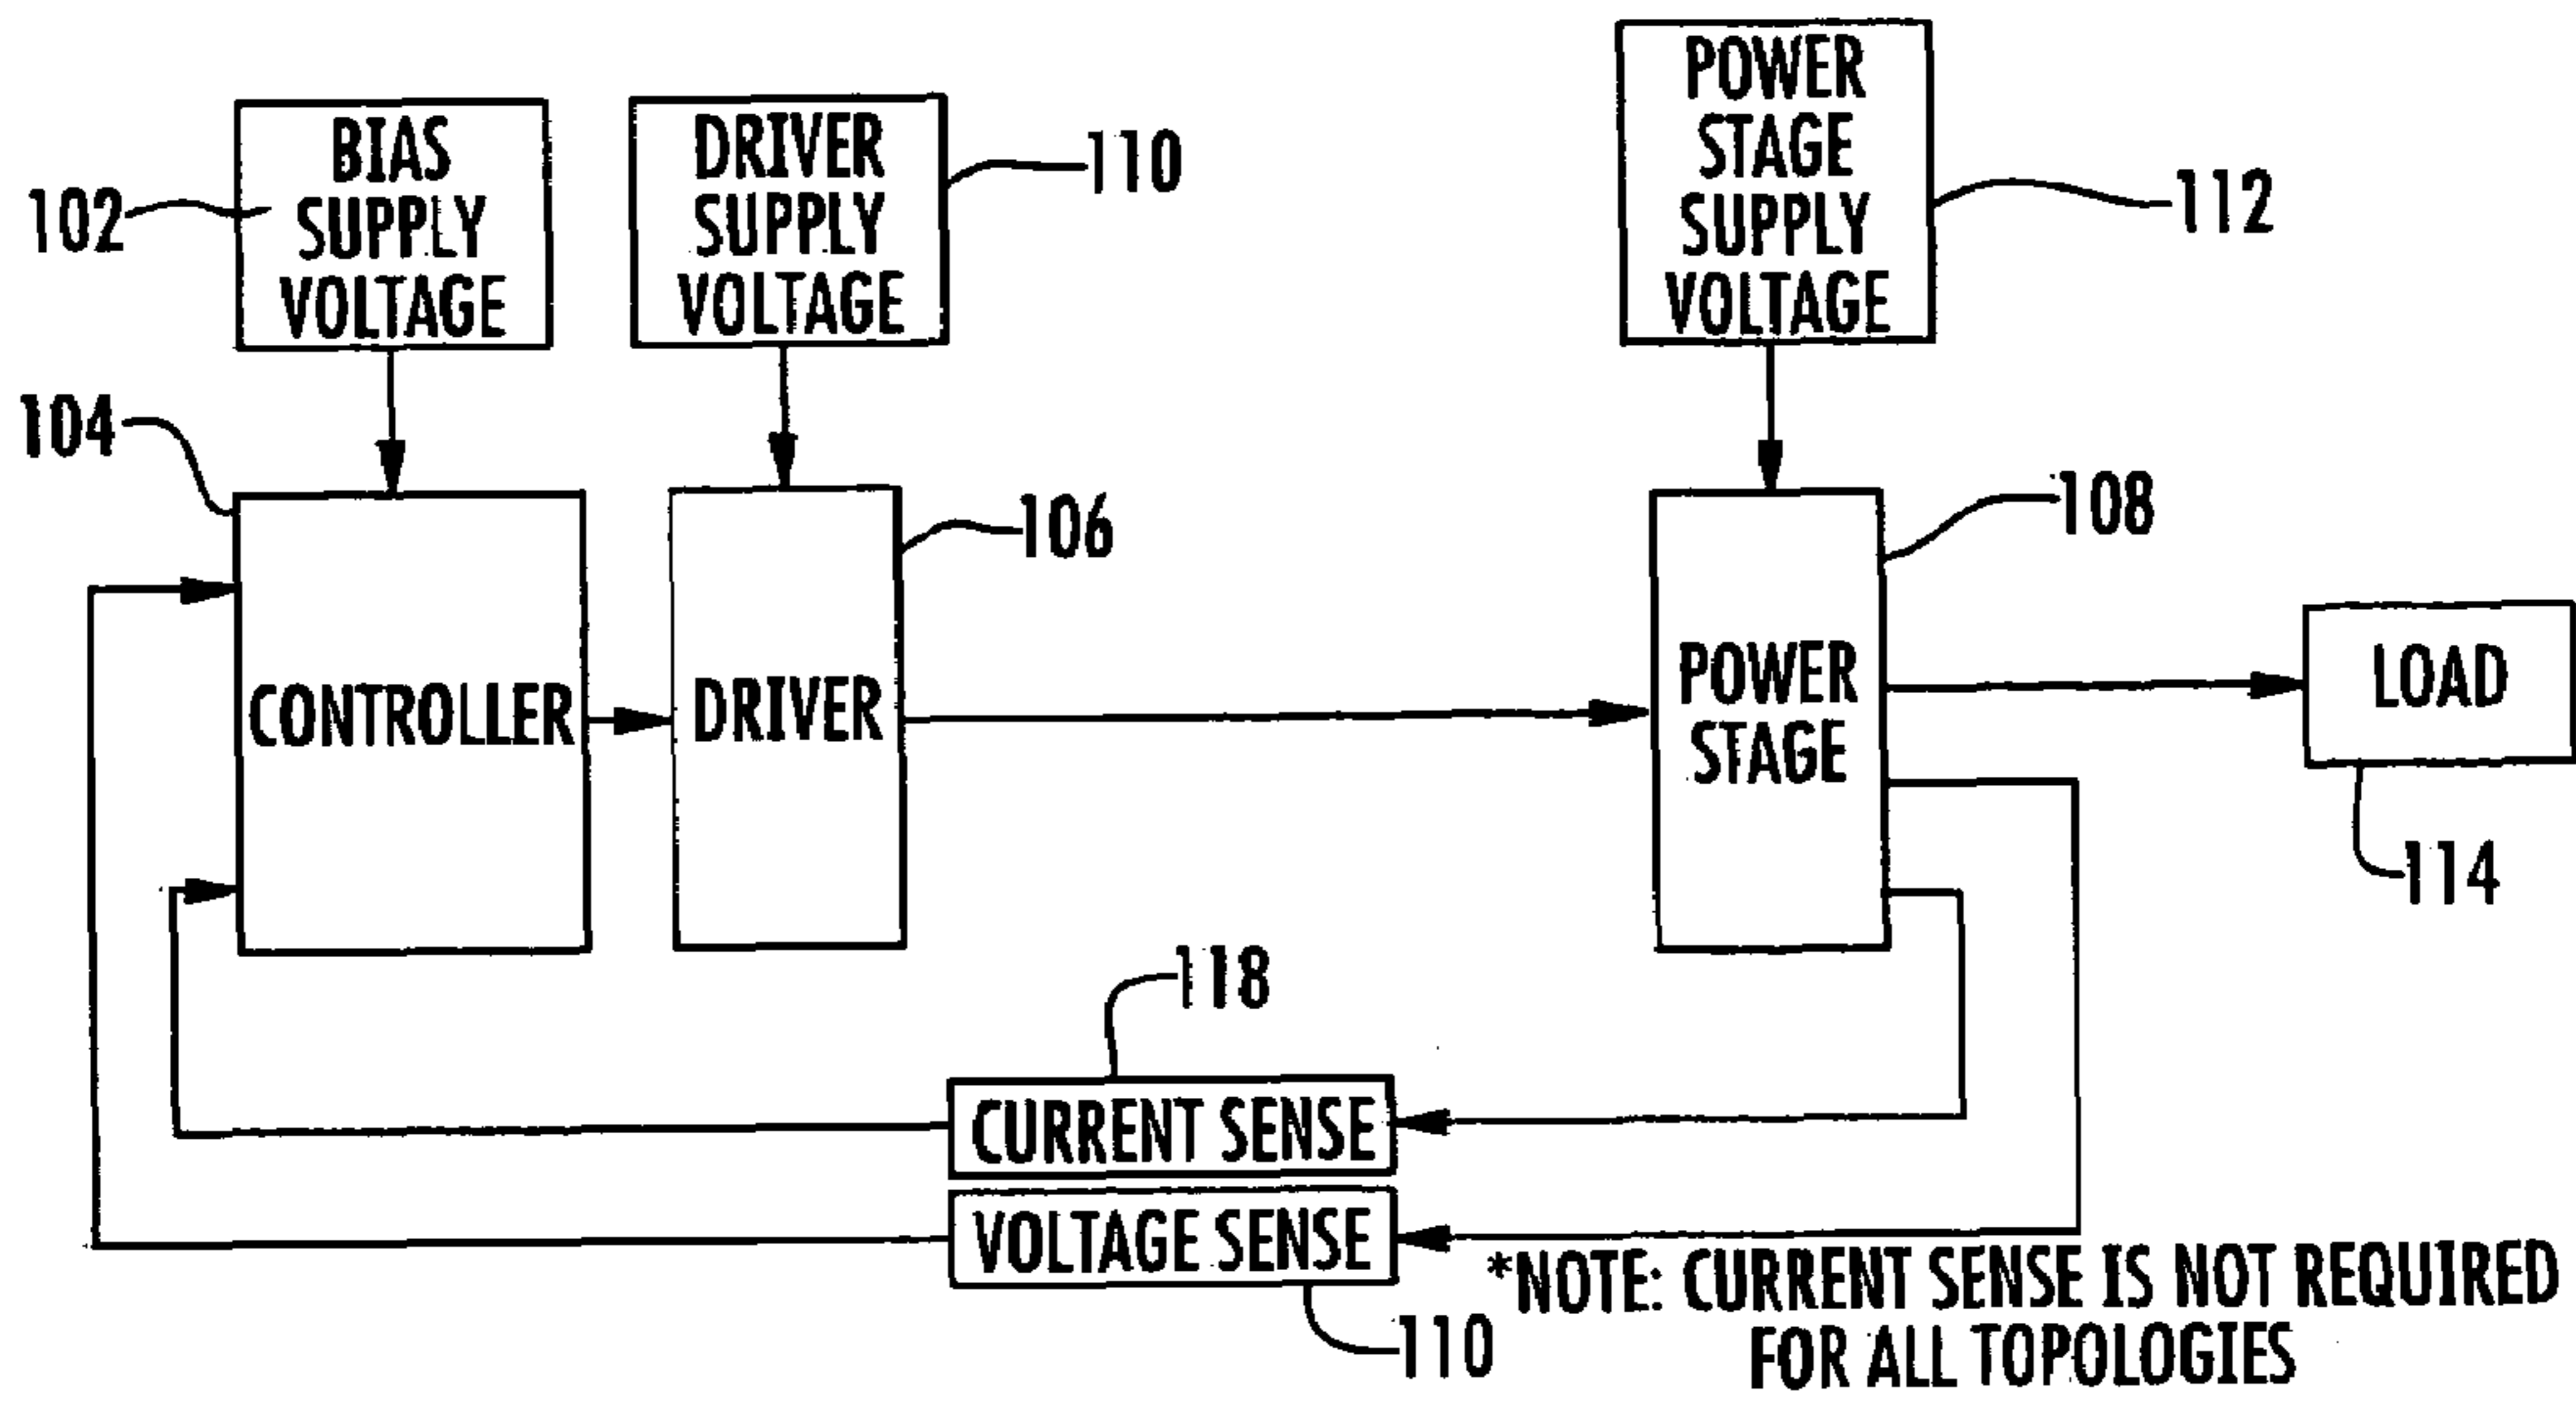 BIAS
SUPPLY
VOLTAGE
102
DRIVER
SUPPLY
VOLTAGE
110
POWER
STAGE
SUPPLY
VOLTAGE
112
104
CONTROLLER
DRIVER
106
POWER
STAGE
108
LOAD
114
118
CURRENT SENSE
VOLTAGE SENSE
110
*NOTE: CURRENT SENSE IS NOT REQUIRED
FOR ALL TOPOLOGIES